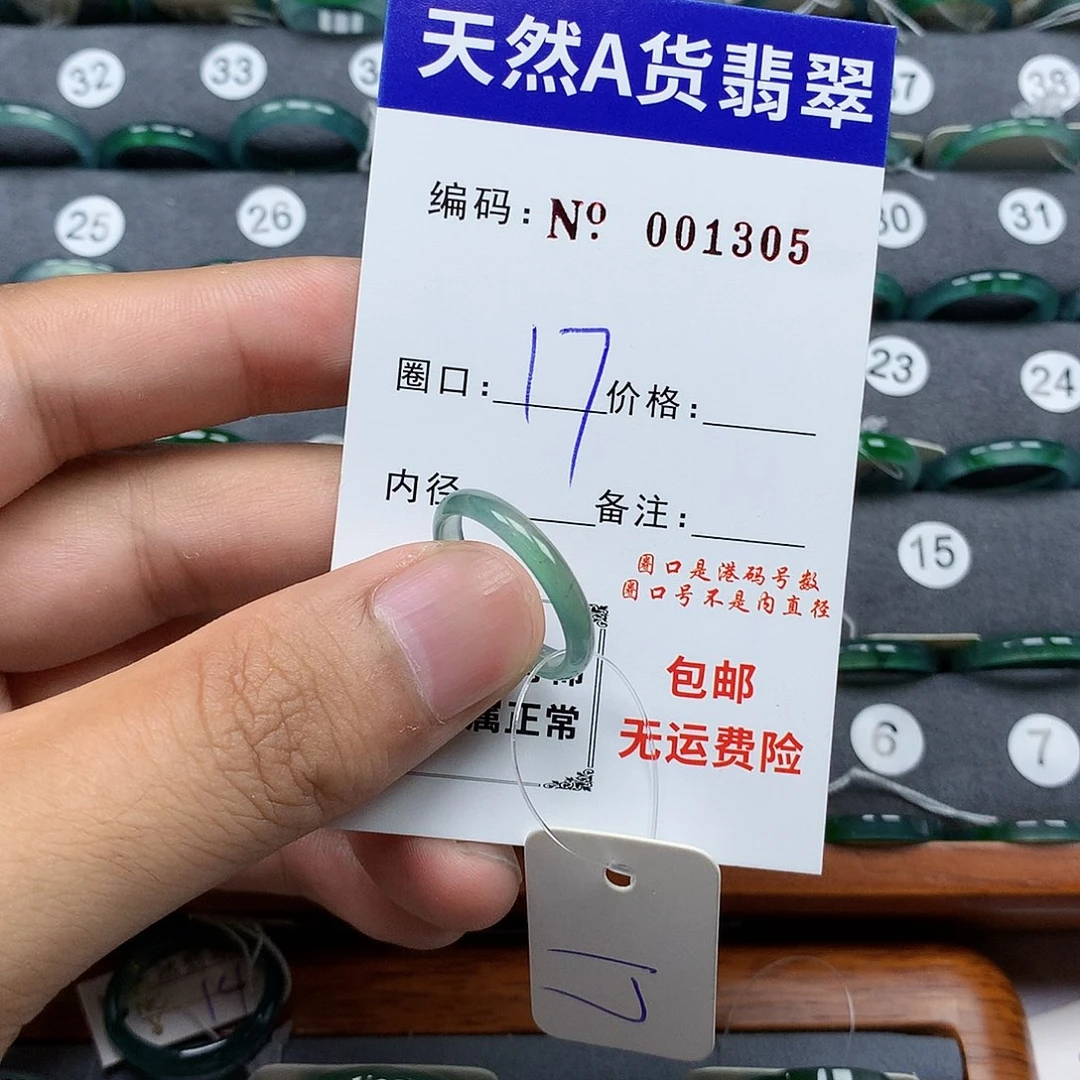 天然A货翡翠
编码：Nº 001305
圈口：17 价格：
内径 备注：
圈口是港码号数
圈口号不是内直径
属正常
包邮
无运费险
32
33
38
25
26
31
23
24
15
6
7
14